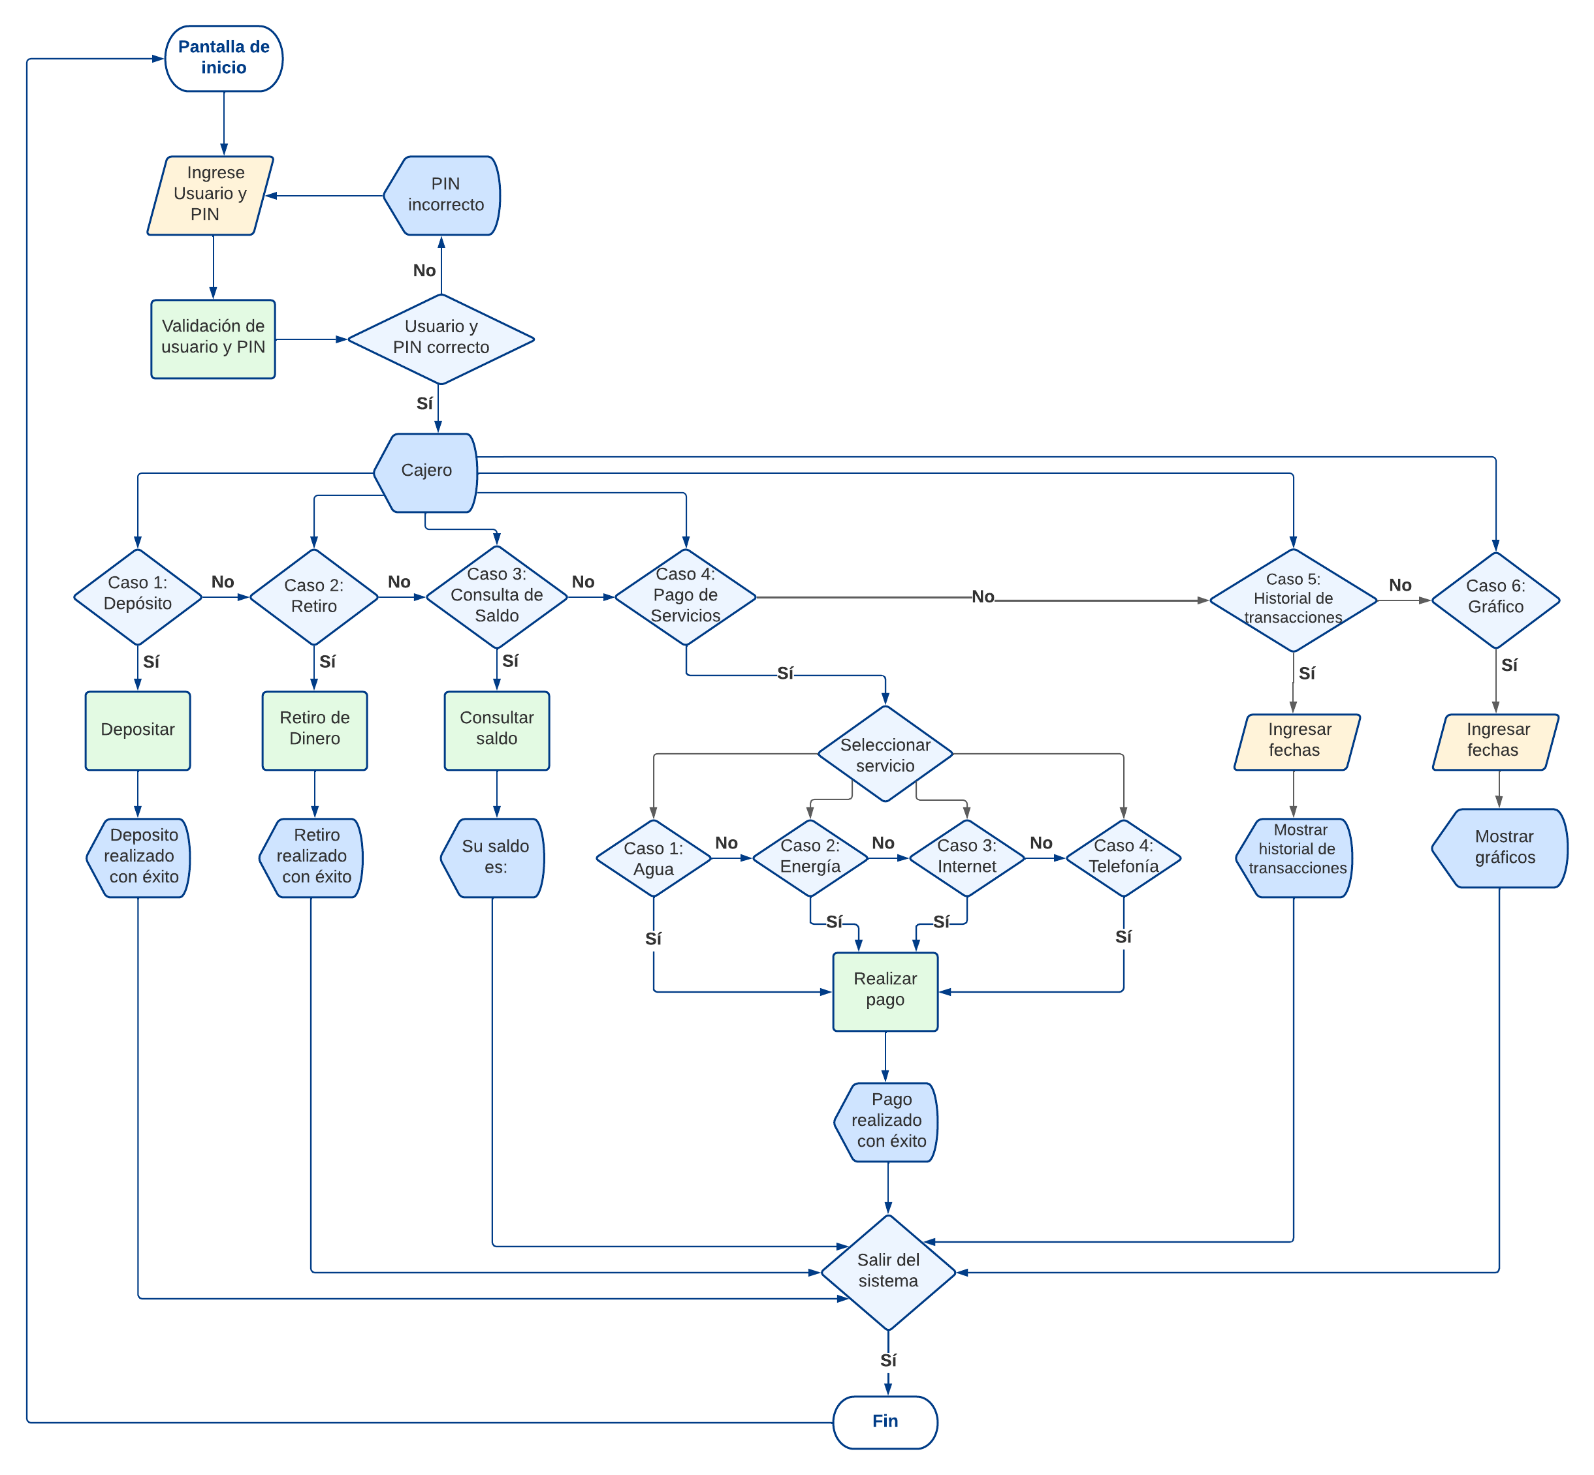 Pantalla de
inicio
Ingrese
Usuario y
PIN
PIN
incorrecto
No
Validación de
usuario y PIN
Usuario y
PIN correcto
Sí
Cajero
Caso 1:
Depósito
No
Caso 2:
Retiro
No
Caso 3:
Consulta de
Saldo
No
Caso 4:
Pago de
Servicios
No
Caso 5:
Historial de
transacciones
No
Caso 6:
Gráfico
Sí
Sí
Sí
Sí
Sí
Sí
Depositar
Retiro de
Dinero
Consultar
saldo
Seleccionar
servicio
Ingresar
fechas
Ingresar
fechas
Deposito
realizado
con éxito
Retiro
realizado
con éxito
Su saldo
es:
Caso 1:
Agua
No
Caso 2:
Energía
No
Caso 3:
Internet
No
Caso 4:
Telefonía
Mostrar
historial de
transacciones
Mostrar
gráficos
Sí
Sí
Sí
Sí
Realizar
pago
Pago
realizado
con éxito
Salir del
sistema
Sí
Fin